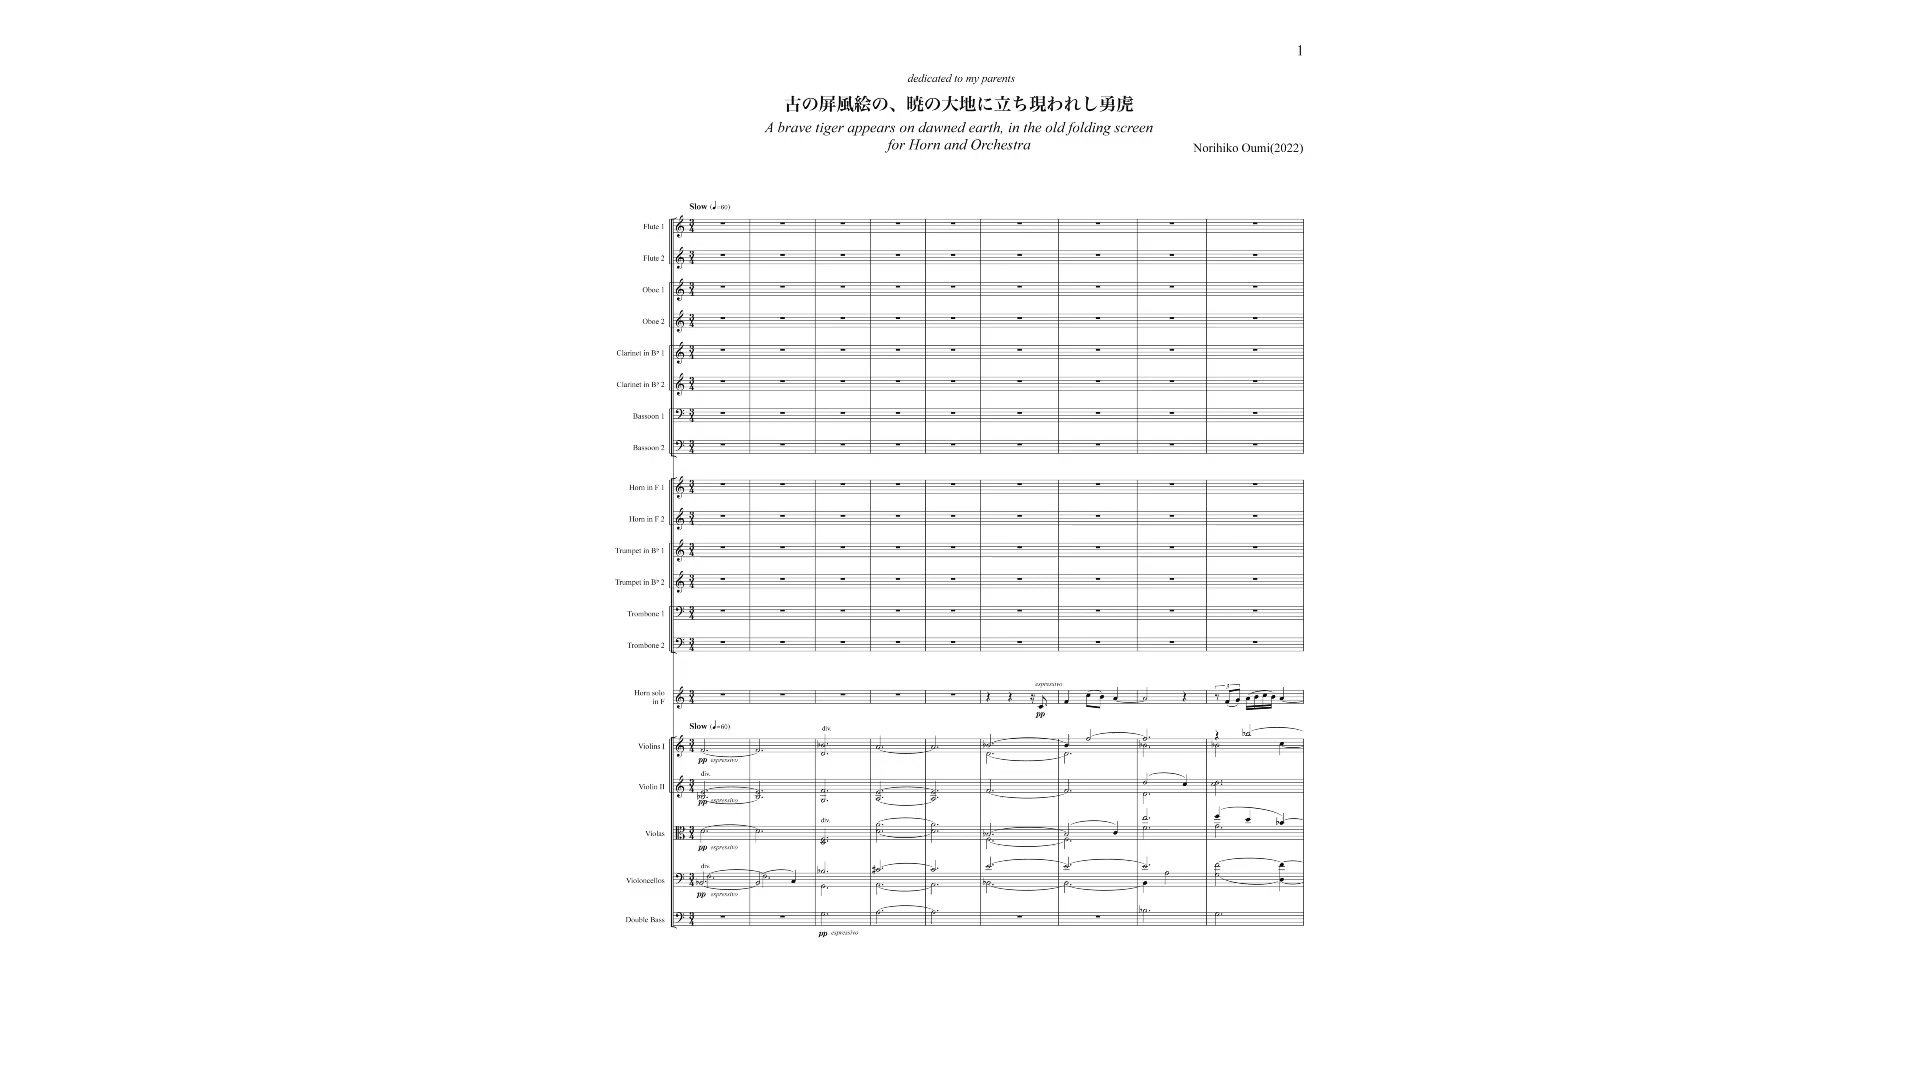 1
dedicated to my parents
古の屏風絵の、暁の大地に立ち現われし勇虎
A brave tiger appears on dawned earth, in the old folding screen
for Horn and Orchestra
Norihiko Oumi(2022)
Slow (♩=60)
Flute 1
Flute 2
Oboe 1
Oboe 2
Clarinet in B♭ 1
Clarinet in B♭ 2
Bassoon 1
Bassoon 2
Horn in F 1
Horn in F 2
Trumpet in B♭ 1
Trumpet in B♭ 2
Trombone 1
Trombone 2
espressivo
Horn solo
in F
pp
3
Slow (♩=60)
div.
Violins I
pp espressivo
div.
Violin II
pp espressivo
div.
Violas
pp espressivo
div.
Violoncellos
pp espressivo
Double Bass
pp espressivo